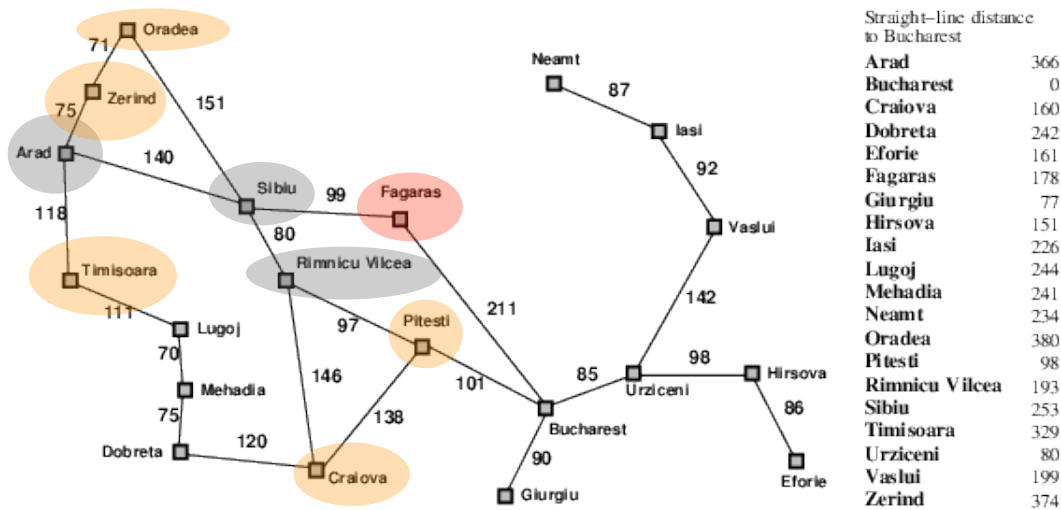 Oradea
71
Neamt
Zerind
87
75
151
Iasi
Arad
140
92
Sibiu
99
Fagaras
118
80
Vaslui
Timisoara
Rimnicu Vilcea
111
211
142
Lugoj
97
Pitesti
70
98
Hirsova
146
101
85
Urziceni
Mehadia
138
86
75
Bucharest
Dobreta
120
90
Craiova
Eforie
Giurgiu
Straight–line distance
to Bucharest
Arad 366
Bucharest 0
Craiova 160
Dobreta 242
Eforie 161
Fagaras 178
Giurgiu 77
Hirsova 151
Iasi 226
Lugoj 244
Mehadia 241
Neamt 234
Oradea 380
Pitesti 98
Rimnicu Vilcea 193
Sibiu 253
Timisoara 329
Urziceni 80
Vaslui 199
Zerind 374